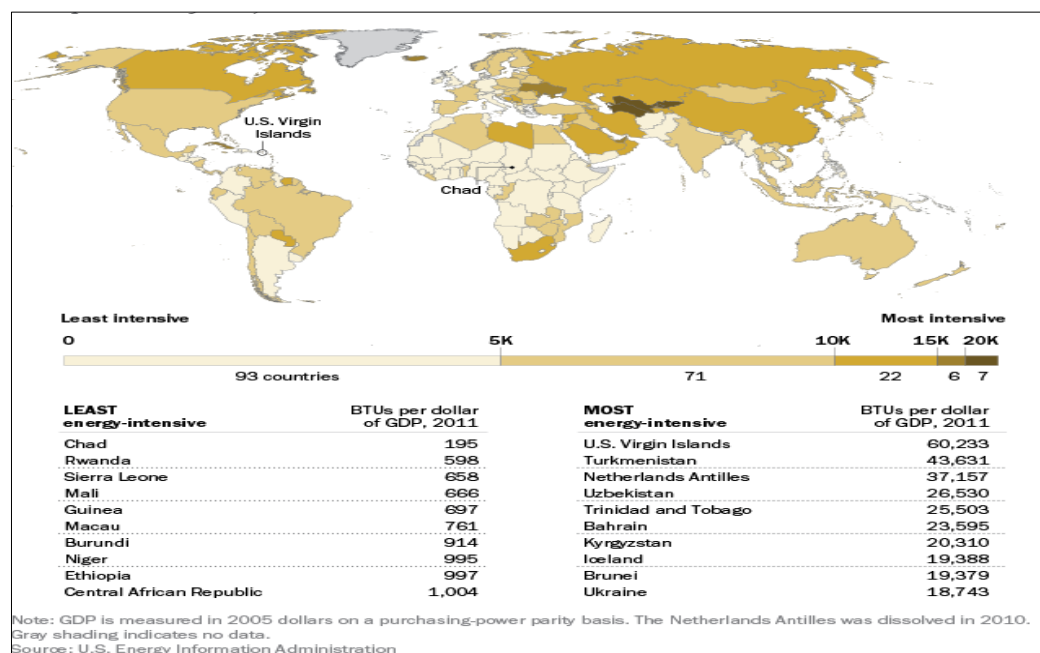 U.S. Virgin
Islands
Chad
Least intensive Most intensive
0 5K 10K 15K 20K
93 countries 71 22 6 7
LEAST energy-intensive BTUs per dollar of GDP, 2011
Chad 195
Rwanda 598
Sierra Leone 658
Mali 666
Guinea 697
Macau 761
Burundi 914
Niger 995
Ethiopia 997
Central African Republic 1,004
MOST energy-intensive BTUs per dollar of GDP, 2011
U.S. Virgin Islands 60,233
Turkmenistan 43,631
Netherlands Antilles 37,157
Uzbekistan 26,530
Trinidad and Tobago 25,503
Bahrain 23,595
Kyrgyzstan 20,310
Iceland 19,388
Brunei 19,379
Ukraine 18,743
Note: GDP is measured in 2005 dollars on a purchasing-power parity basis. The Netherlands Antilles was dissolved in 2010.
Gray shading indicates no data.
Source: U.S. Energy Information Administration